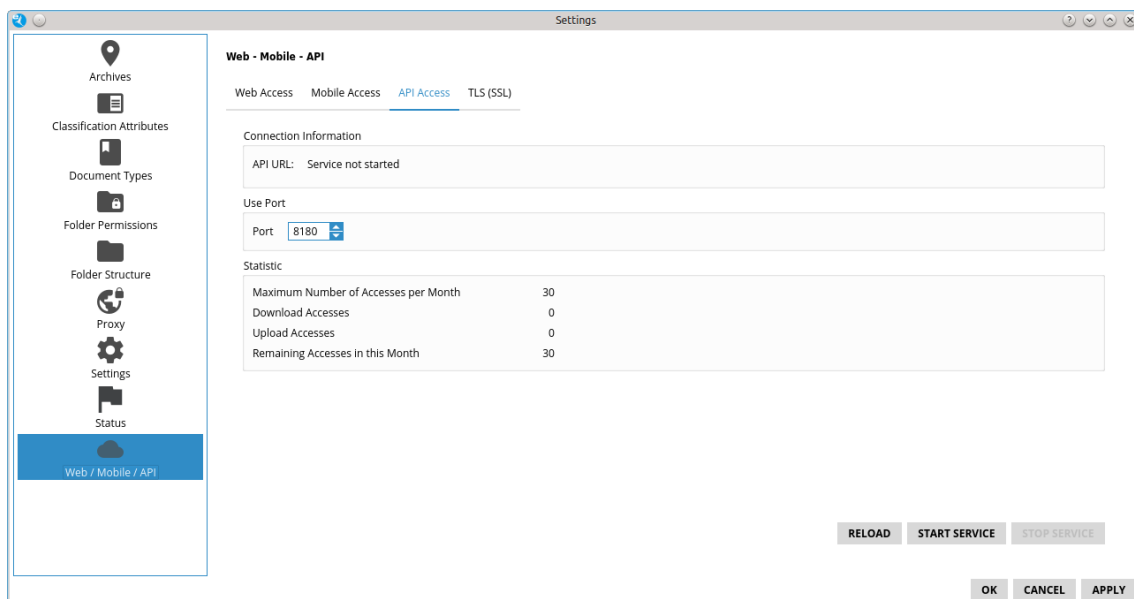 Settings
Archives
Classification Attributes
Document Types
Folder Permissions
Folder Structure
Proxy
Settings
Status
Web / Mobile / API
Web - Mobile - API
Web Access Mobile Access API Access TLS (SSL)
Connection Information
API URL: Service not started
Use Port
Port 8180
Statistic
Maximum Number of Accesses per Month 30
Download Accesses 0
Upload Accesses 0
Remaining Accesses in this Month 30
RELOAD START SERVICE STOP SERVICE
OK CANCEL APPLY